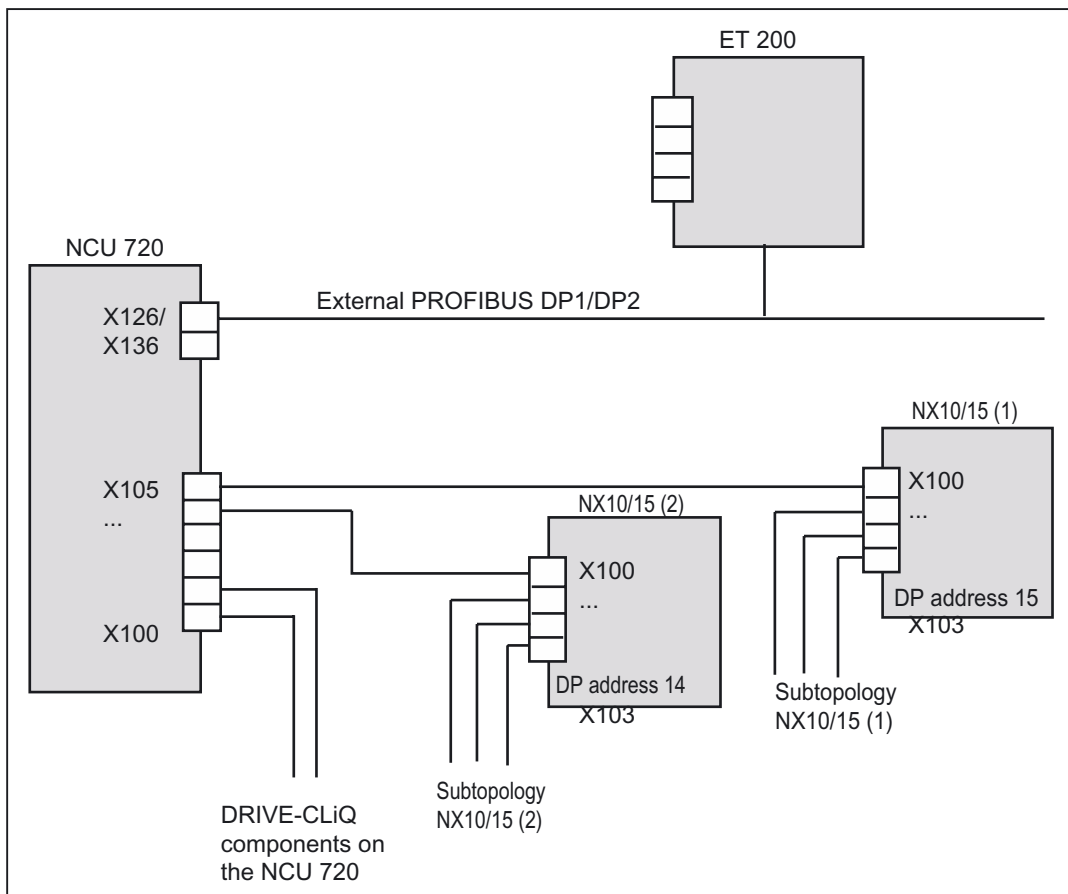 ET 200
NCU 720
X126/
X136
External PROFIBUS DP1/DP2
NX10/15 (1)
X105
...
X100
...
NX10/15 (2)
X100
...
DP address 15
X103
X100
DP address 14
X103
Subtopology
NX10/15 (1)
Subtopology
NX10/15 (2)
DRIVE-CLiQ
components on
the NCU 720